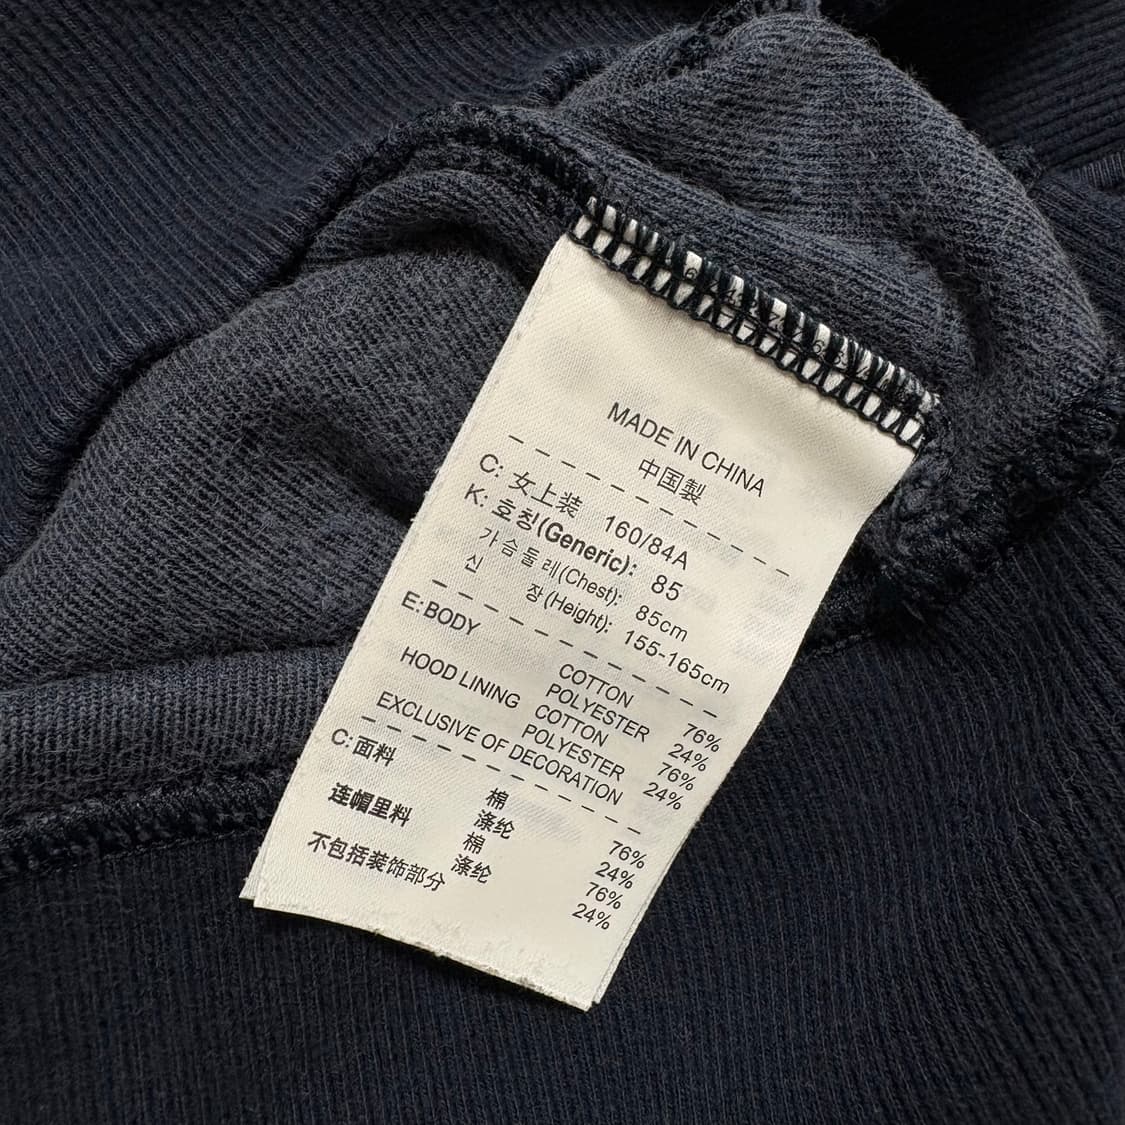 MADE IN CHINA
中国製
C: 女上装 160/84A
K: 호칭(Generic): 85
가슴둘레(Chest): 85cm
신 장(Height): 155-165cm
E: BODY COTTON 76%
POLYESTER 24%
HOOD LINING COTTON 76%
POLYESTER 24%
EXCLUSIVE OF DECORATION
C: 面料 棉 76%
涤纶 24%
连帽里料 棉 76%
涤纶 24%
不包括装饰部分